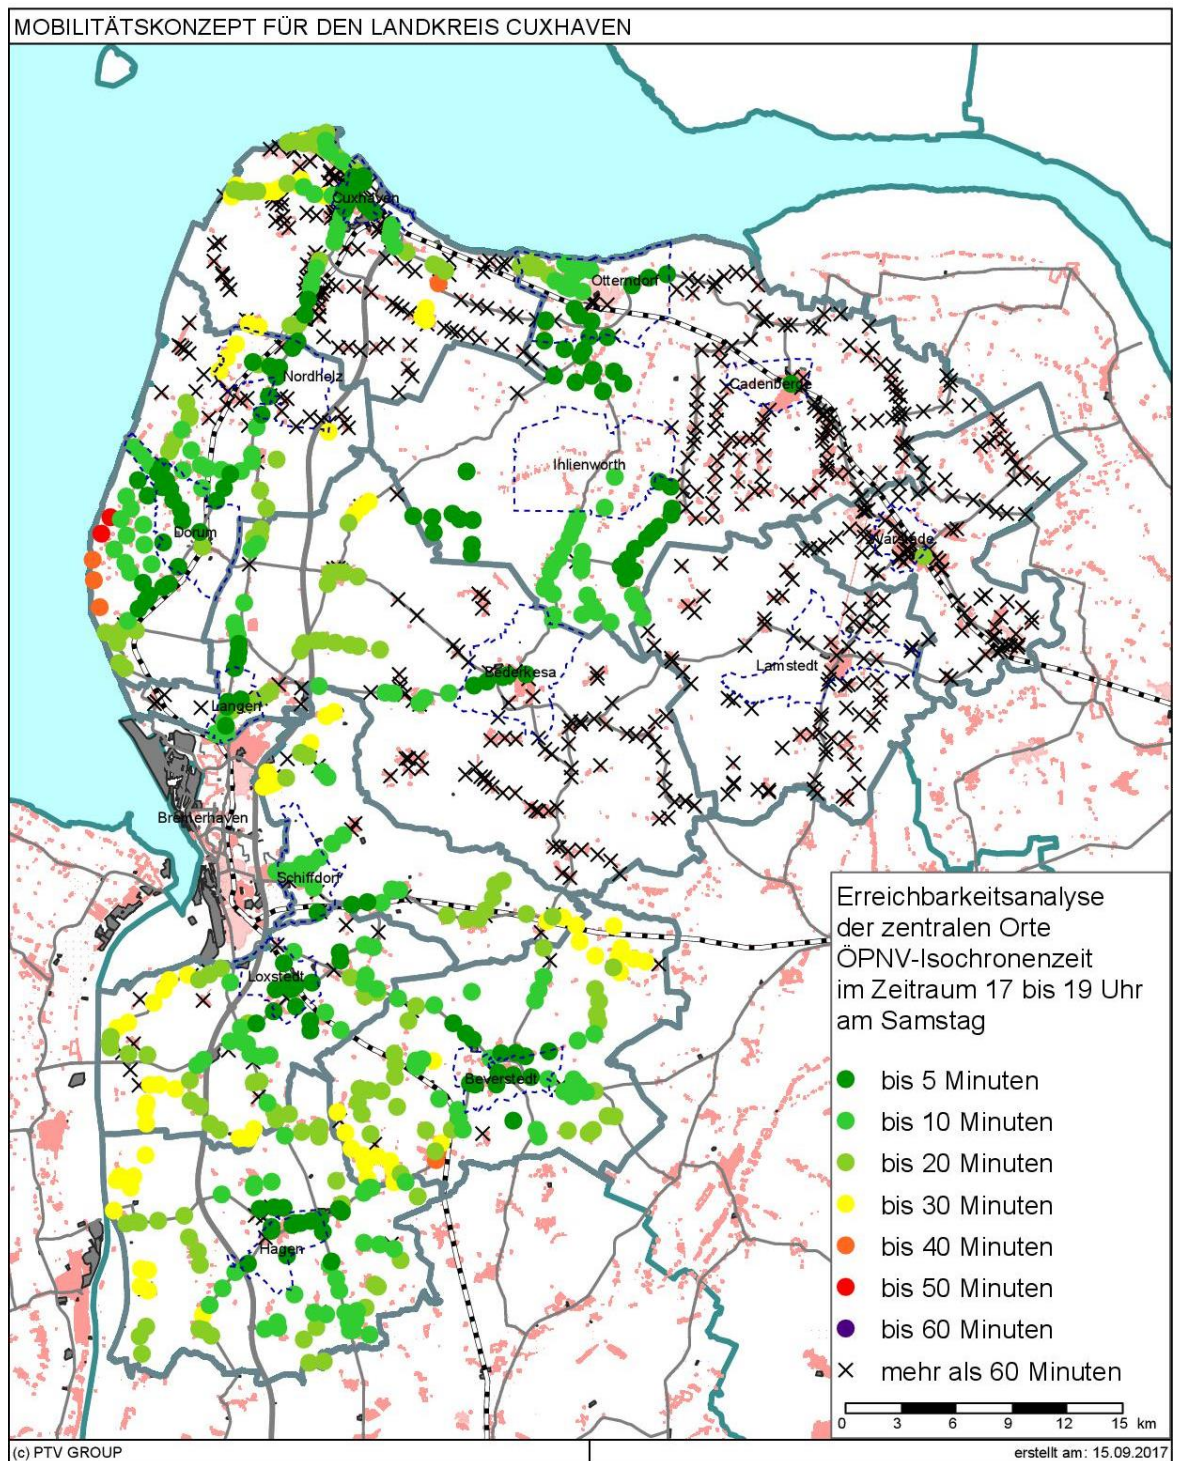 MOBILITÄTSKONZEPT FÜR DEN LANDKREIS CUXHAVEN
Cuxhaven
Otterndorf
Nordholz
Cadenberge
Ihlienworth
Dorum
Warstade
Lamstedt
Bederkesa
Langen
Bremerhaven
Schiffdorf
Loxstedt
Beverstedt
Hagen
Erreichbarkeitsanalyse
der zentralen Orte
ÖPNV-Isochronenzeit
im Zeitraum 17 bis 19 Uhr
am Samstag
bis 5 Minuten
bis 10 Minuten
bis 20 Minuten
bis 30 Minuten
bis 40 Minuten
bis 50 Minuten
bis 60 Minuten
mehr als 60 Minuten
0 3 6 9 12 15 km
(c) PTV GROUP
erstellt am: 15.09.2017